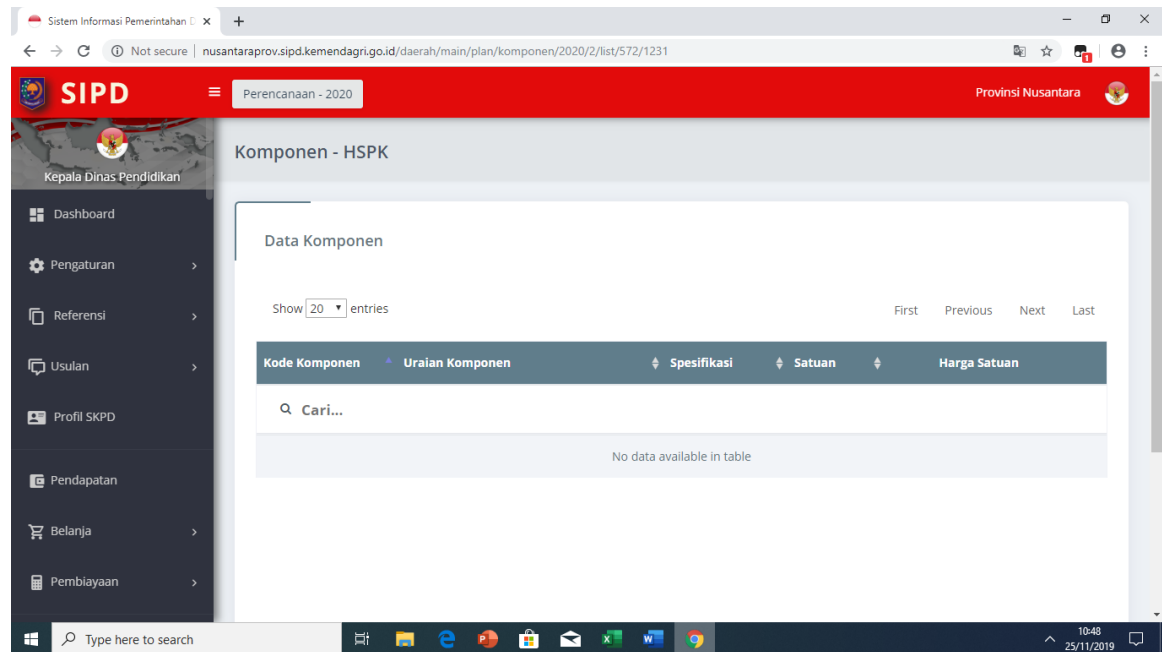 Sistem Informasi Pemerintahan D
Not secure | nusantaraprov.sipd.kemendagri.go.id/daerah/main/plan/komponen/2020/2/list/572/1231
1
SIPD
Perencanaan - 2020
Provinsi Nusantara
Kepala Dinas Pendidikan
Komponen - HSPK
Dashboard
Pengaturan
Referensi
Usulan
Profil SKPD
Pendapatan
Belanja
Pembiayaan
Data Komponen
Show 20 entries
First Previous Next Last
Kode Komponen Uraian Komponen Spesifikasi Satuan Harga Satuan
Cari...
No data available in table
Type here to search
10:48
25/11/2019